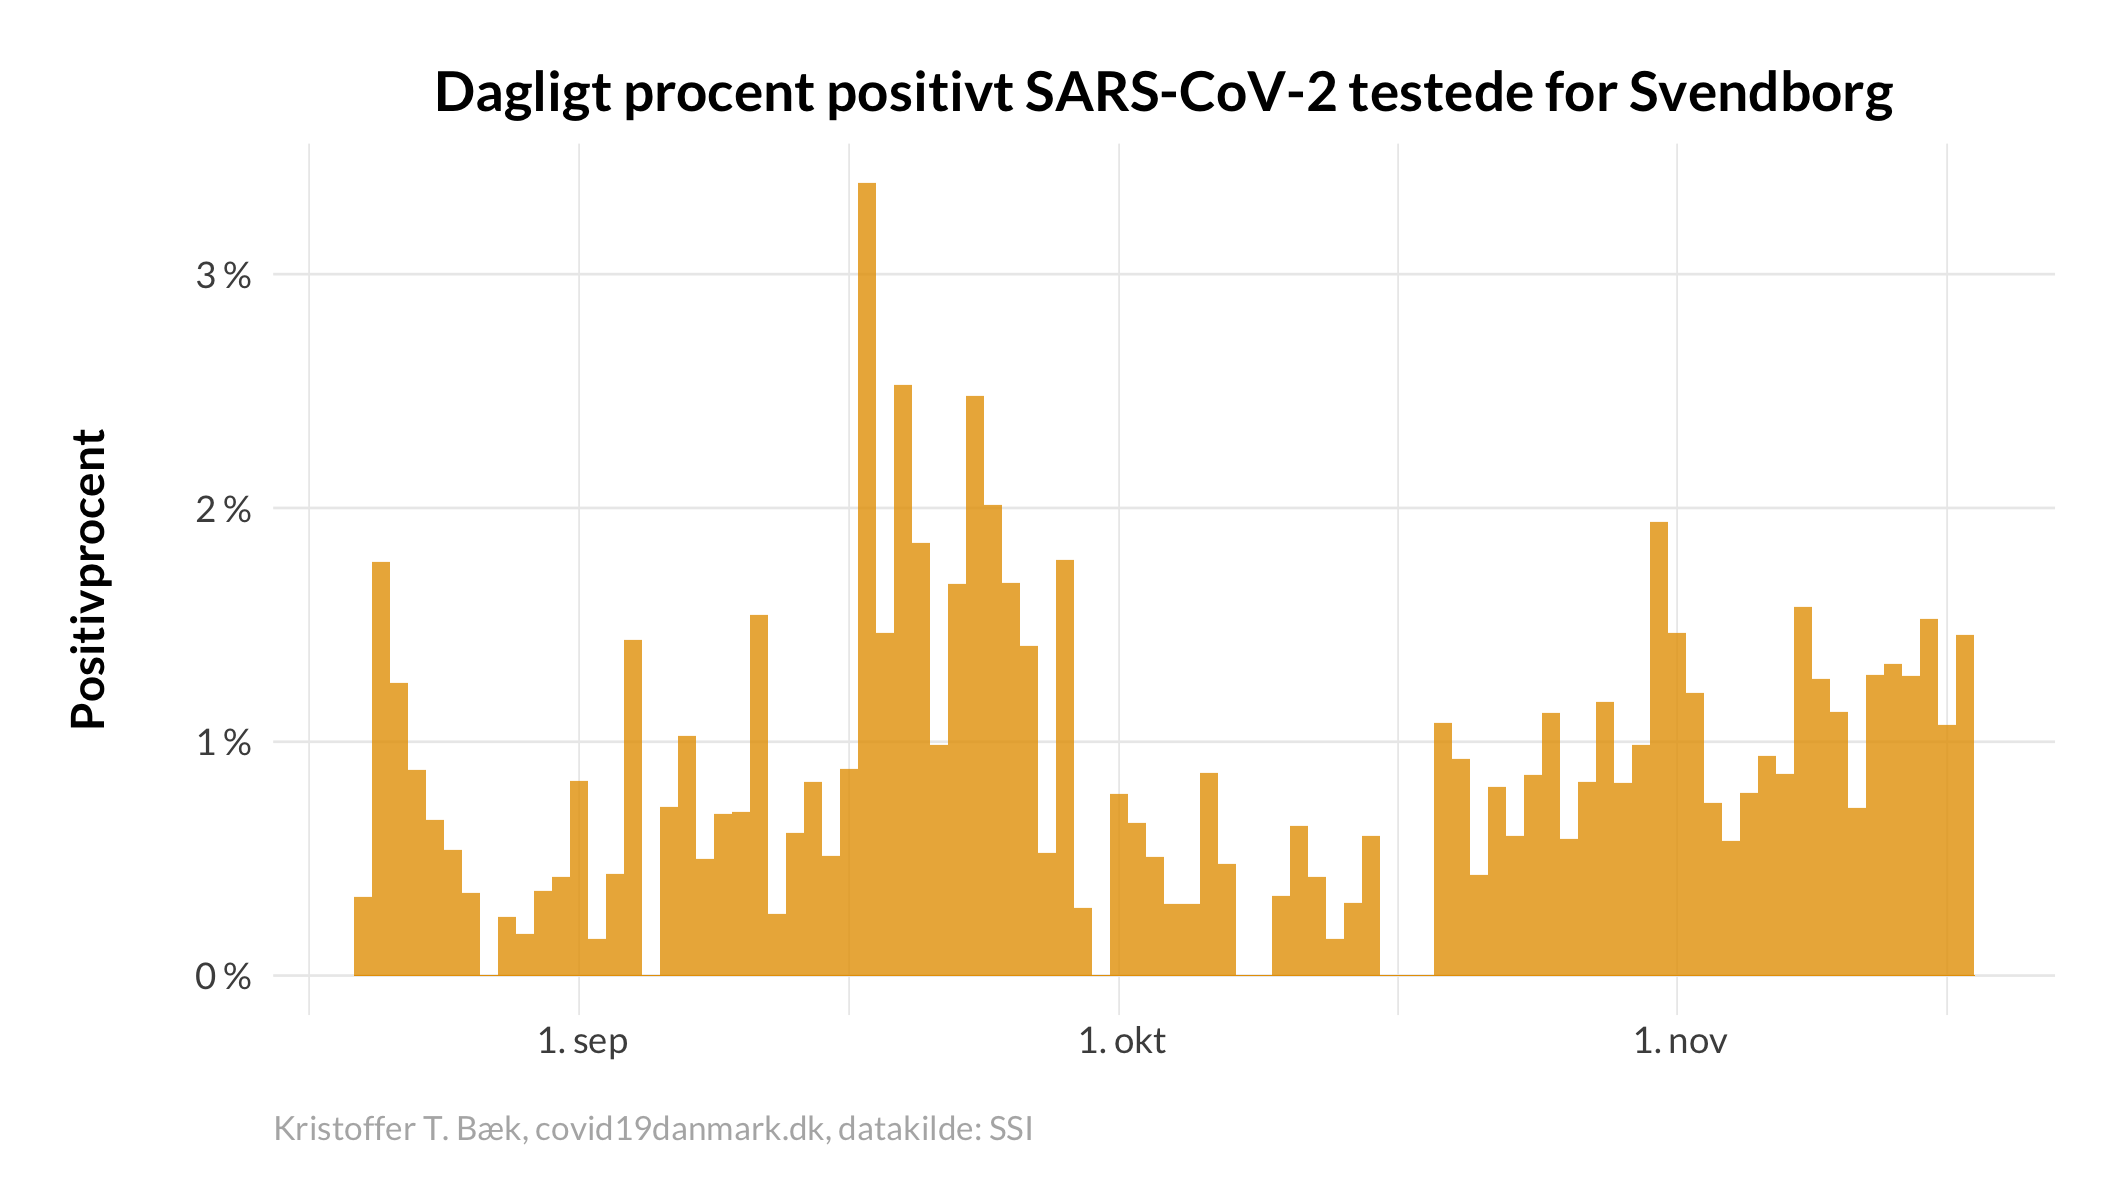 Dagligt procent positivt SARS-CoV-2 testede for Svendborg
Positivprocent
3 %
2 %
1 %
0 %
1. sep
1. okt
1. nov
Kristoffer T. Bæk, covid19danmark.dk, datakilde: SSI